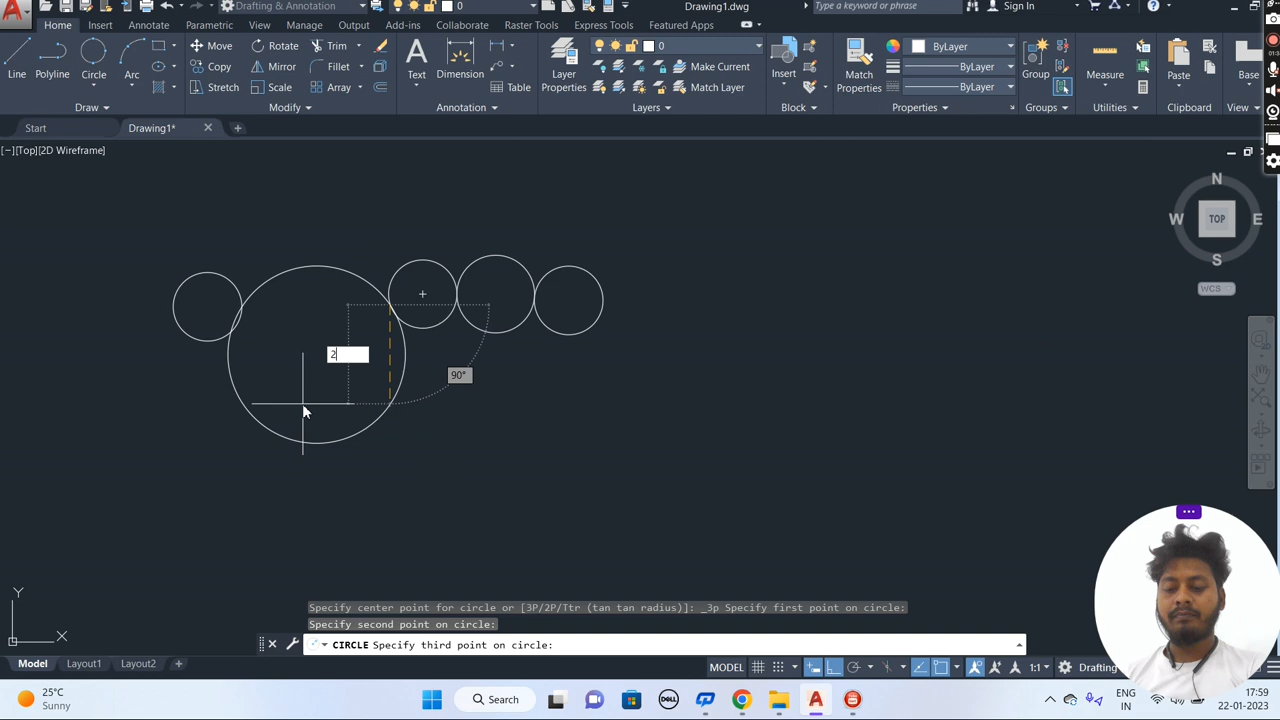 Drafting & Annotation
0
Drawing1.dwg
Type a keyword or phrase
Sign In
Home Insert Annotate Parametric View Manage Output Add-ins Collaborate Express Tools Featured Apps
Line Polyline Circle Arc
Move Rotate Trim
Copy Mirror Fillet
Stretch Scale Array
Text Dimension Table
Layer Properties
0
Make Current
Match Layer
Insert
Match Properties
ByLayer
ByLayer
ByLayer
Group
Measure
Paste
Base
Draw Modify Annotation Layers Block Properties Groups Utilities Clipboard View
Start Drawing1*
[−][Top][2D Wireframe]
N
W TOP E
S
WCS
2
90°
Y
X
Specify center point for circle or [3P/2P/Ttr (tan tan radius)]: _3p Specify first point on circle:
Specify second point on circle:
CIRCLE Specify third point on circle:
Model Layout1 Layout2
MODEL 1:1 Drafting
25°C
Sunny
Search
DELL
ENG
IN
17:59
22-01-2023